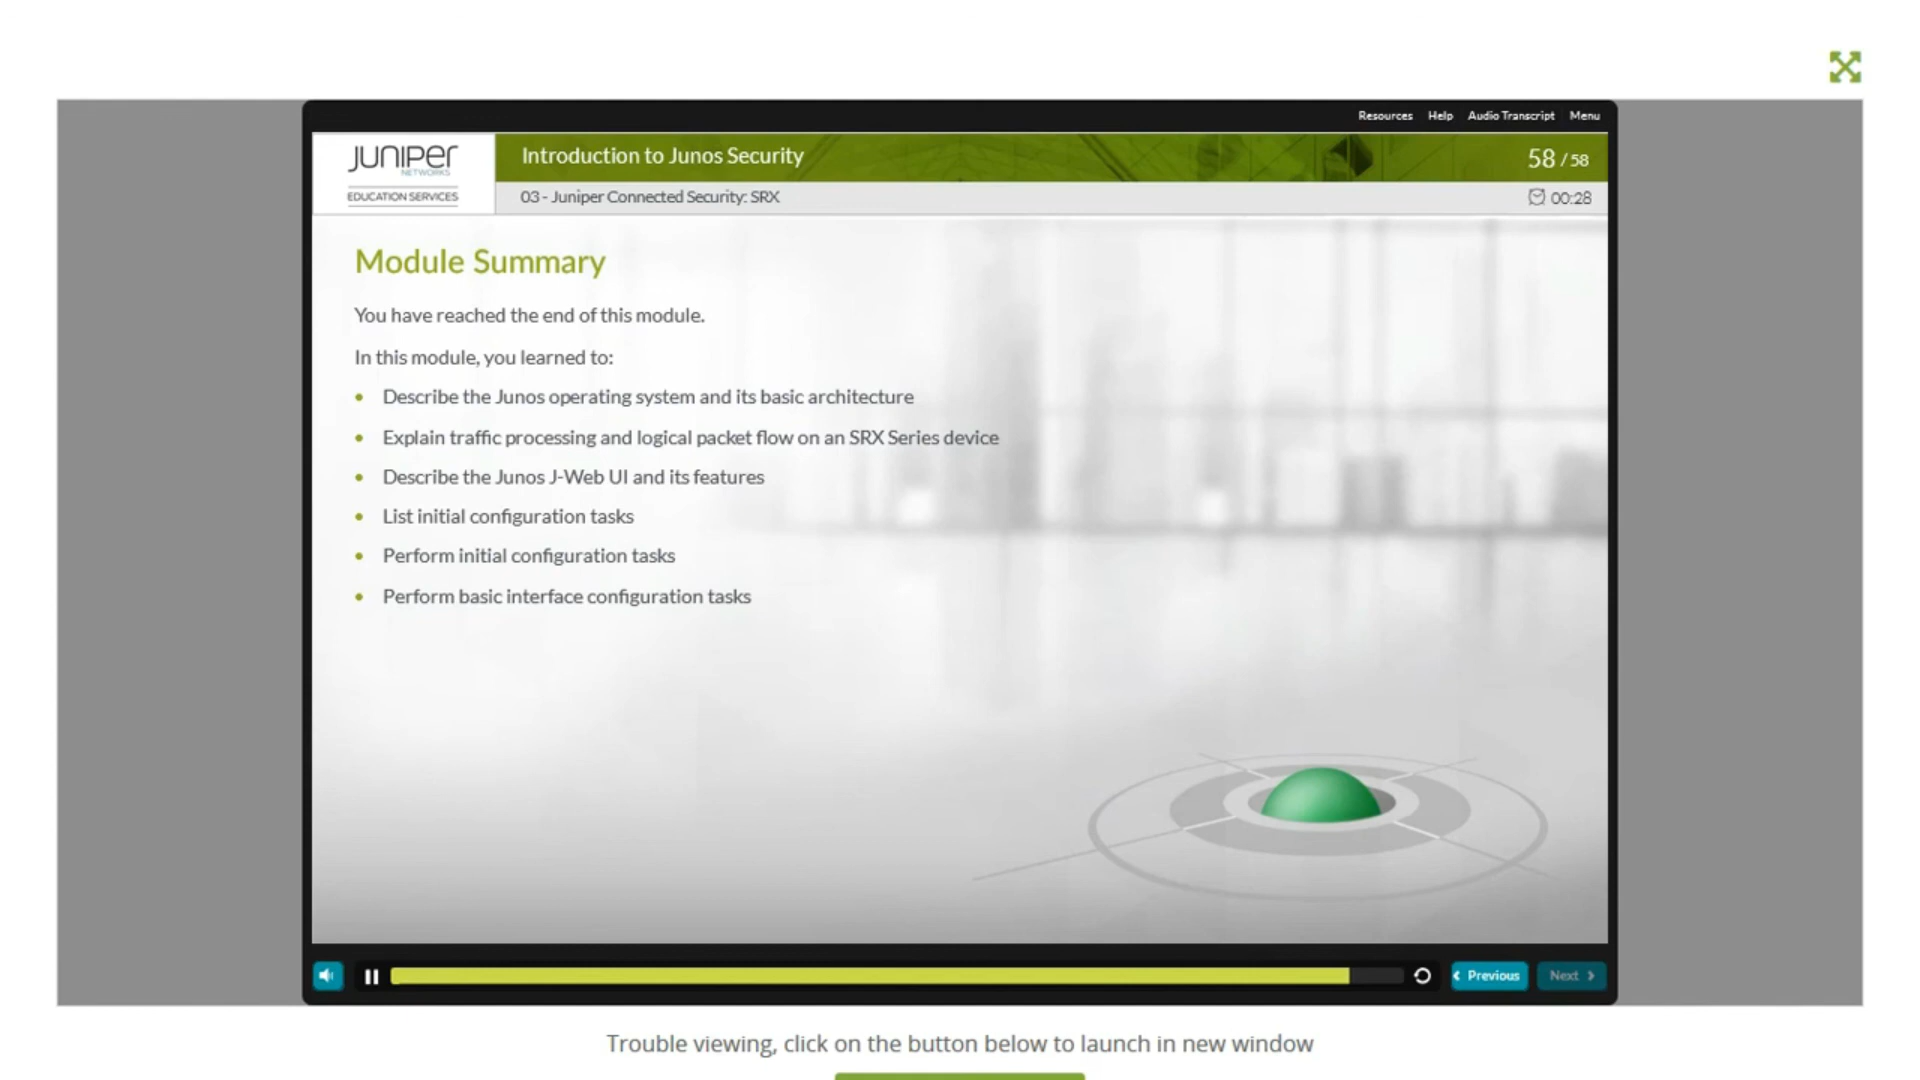 Resources Help Audio Transcript Menu
JUNIPER
NETWORKS
EDUCATION SERVICES
Introduction to Junos Security
58 / 58
03 - Juniper Connected Security: SRX
00:28
Module Summary
You have reached the end of this module.
In this module, you learned to:
• Describe the Junos operating system and its basic architecture
• Explain traffic processing and logical packet flow on an SRX Series device
• Describe the Junos J-Web UI and its features
• List initial configuration tasks
• Perform initial configuration tasks
• Perform basic interface configuration tasks
Previous
Next
Trouble viewing, click on the button below to launch in new window